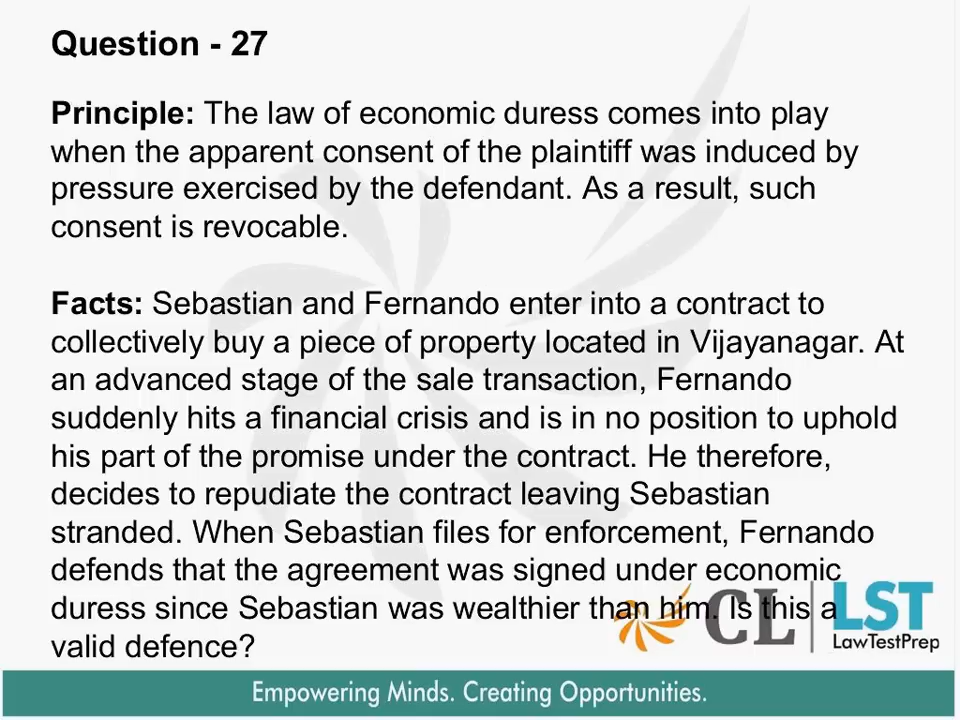 Question - 27
Principle: The law of economic duress comes into play
when the apparent consent of the plaintiff was induced by
pressure exercised by the defendant. As a result, such
consent is revocable.
Facts: Sebastian and Fernando enter into a contract to
collectively buy a piece of property located in Vijayanagar. At
an advanced stage of the sale transaction, Fernando
suddenly hits a financial crisis and is in no position to uphold
his part of the promise under the contract. He therefore,
decides to repudiate the contract leaving Sebastian
stranded. When Sebastian files for enforcement, Fernando
defends that the agreement was signed under economic
duress since Sebastian was wealthier than him. Is this a
valid defence?
CL LST
LawTestPrep
Empowering Minds. Creating Opportunities.